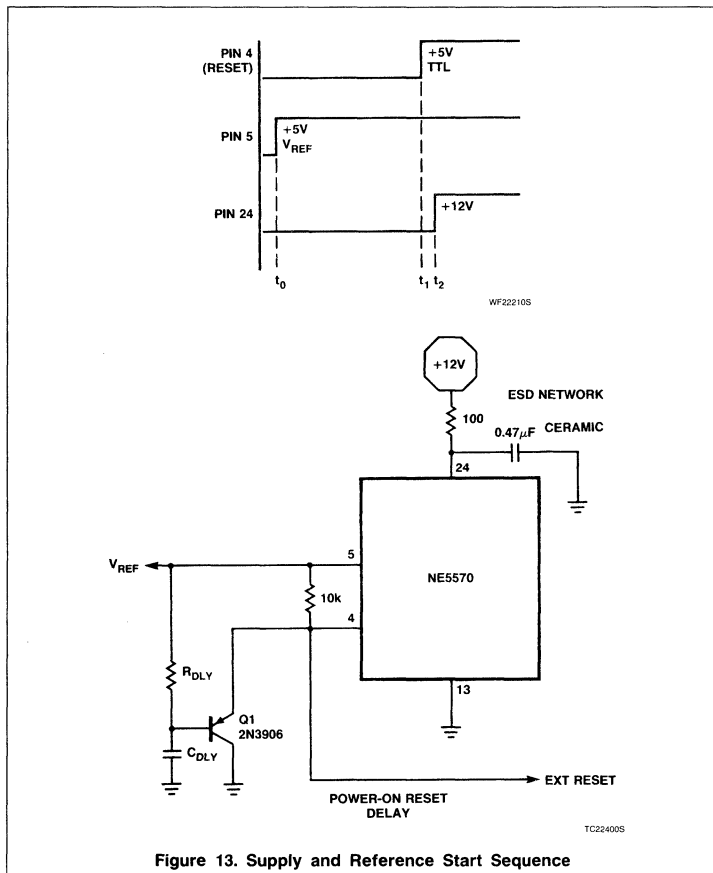 PIN 4
(RESET)
+5V
TTL
PIN 5
+5V
VREF
PIN 24
+12V
t0
t1
t2
WF22210S
+12V
ESD NETWORK
100
0.47µF
CERAMIC
24
VREF
5
10k
NE5570
4
RDLY
13
Q1
2N3906
CDLY
EXT RESET
POWER-ON RESET
DELAY
TC22400S
Figure 13. Supply and Reference Start Sequence